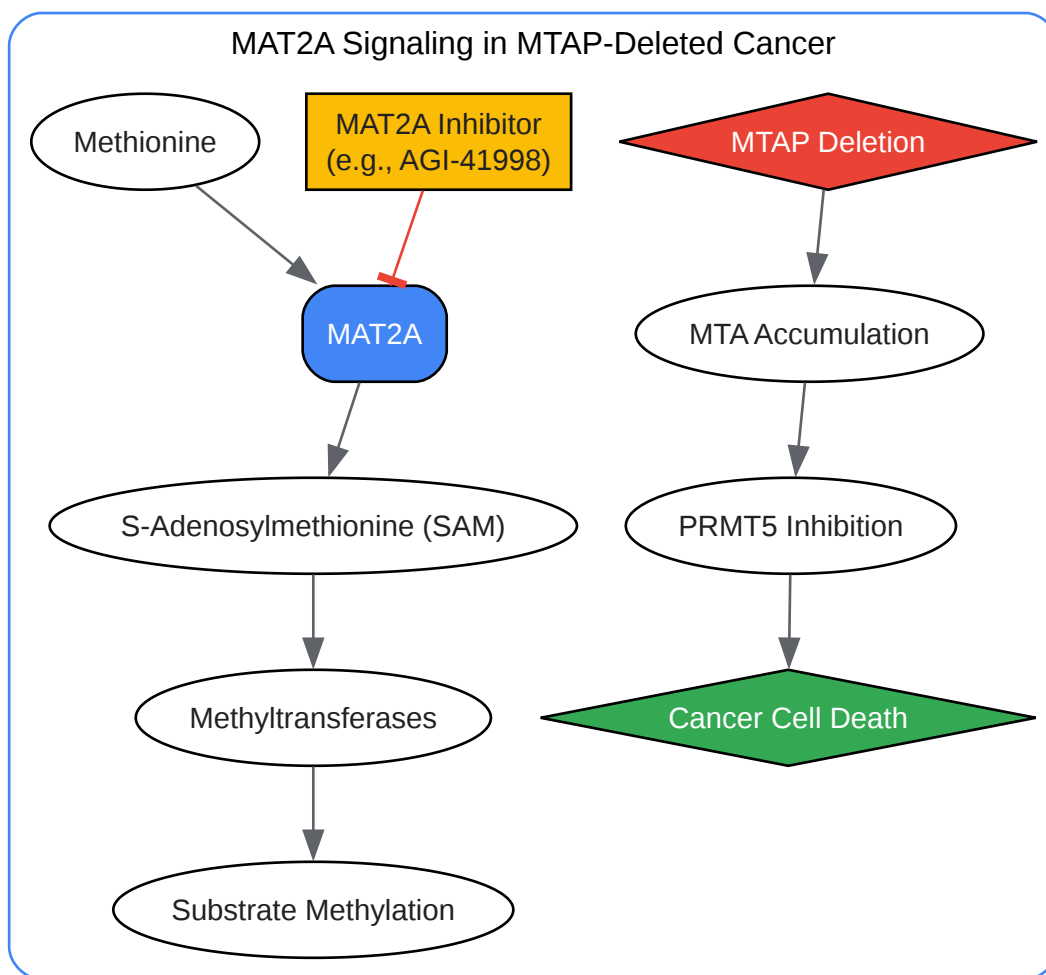 MAT2A Signaling in MTAP-Deleted Cancer
Methionine
MAT2A Inhibitor
(e.g., AGI-41998)
MTAP Deletion
MAT2A
MTA Accumulation
S-Adenosylmethionine (SAM)
PRMT5 Inhibition
Methyltransferases
Cancer Cell Death
Substrate Methylation